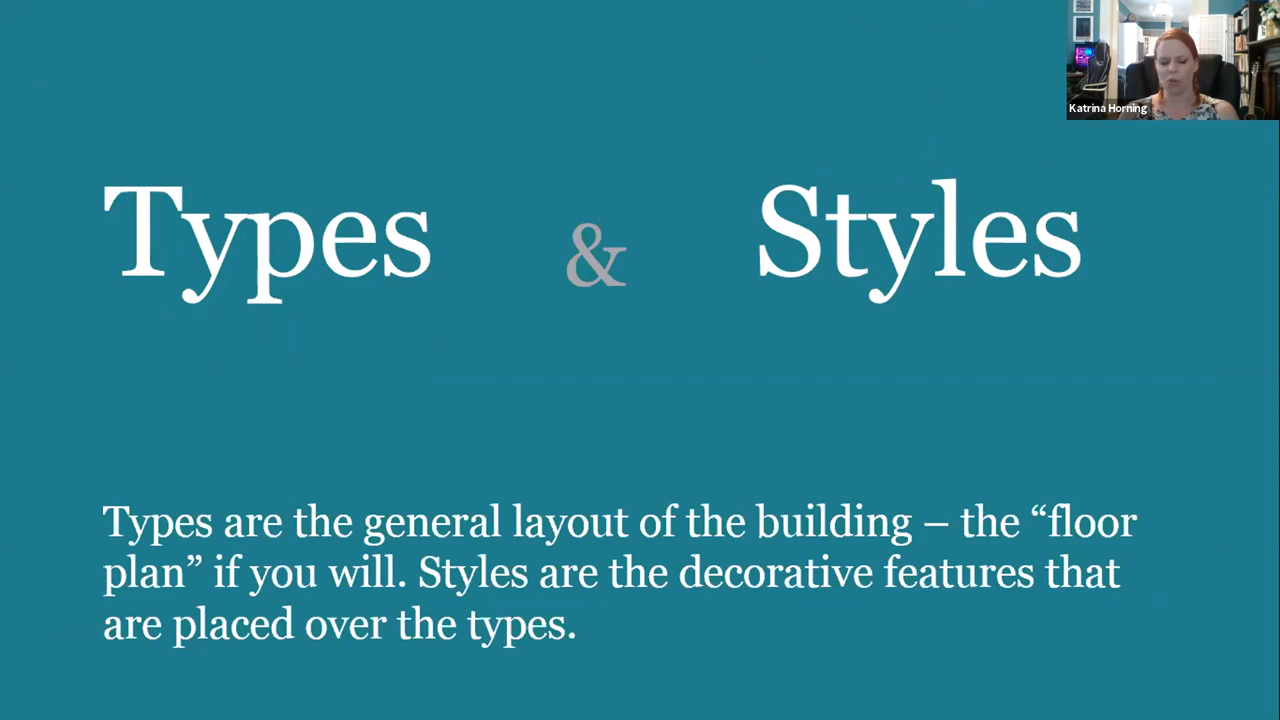 Katrina Horning
Types & Styles
Types are the general layout of the building – the “floor
plan” if you will. Styles are the decorative features that
are placed over the types.